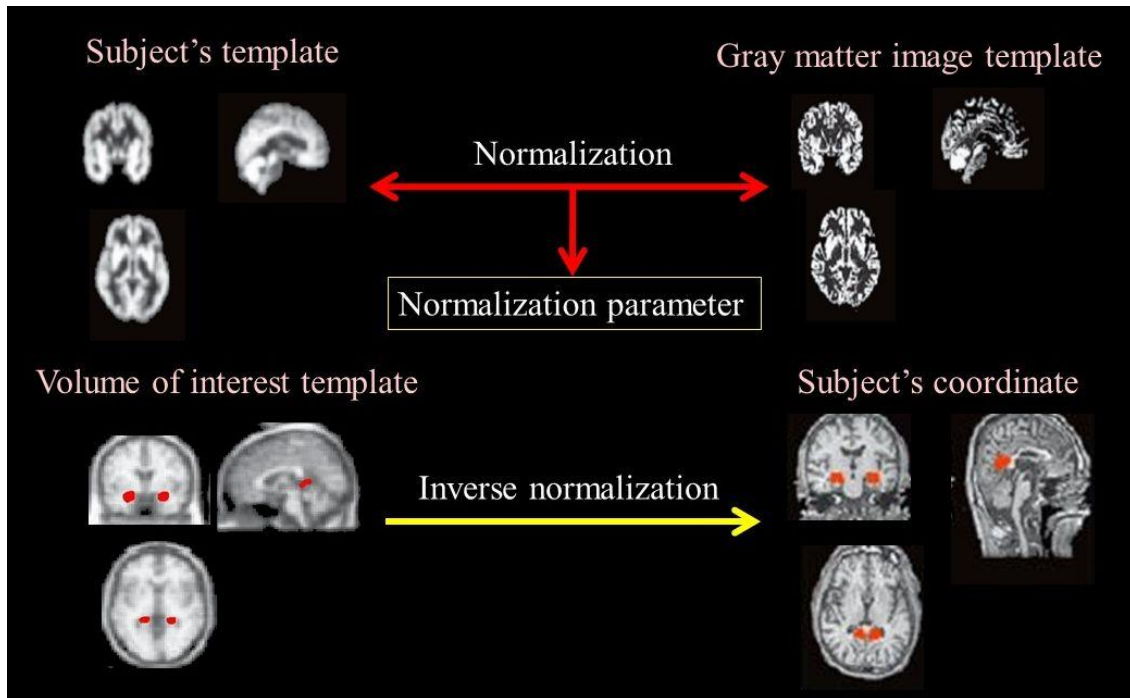 Subject's template
Gray matter image template
Normalization
Normalization parameter
Volume of interest template
Subject's coordinate
Inverse normalization